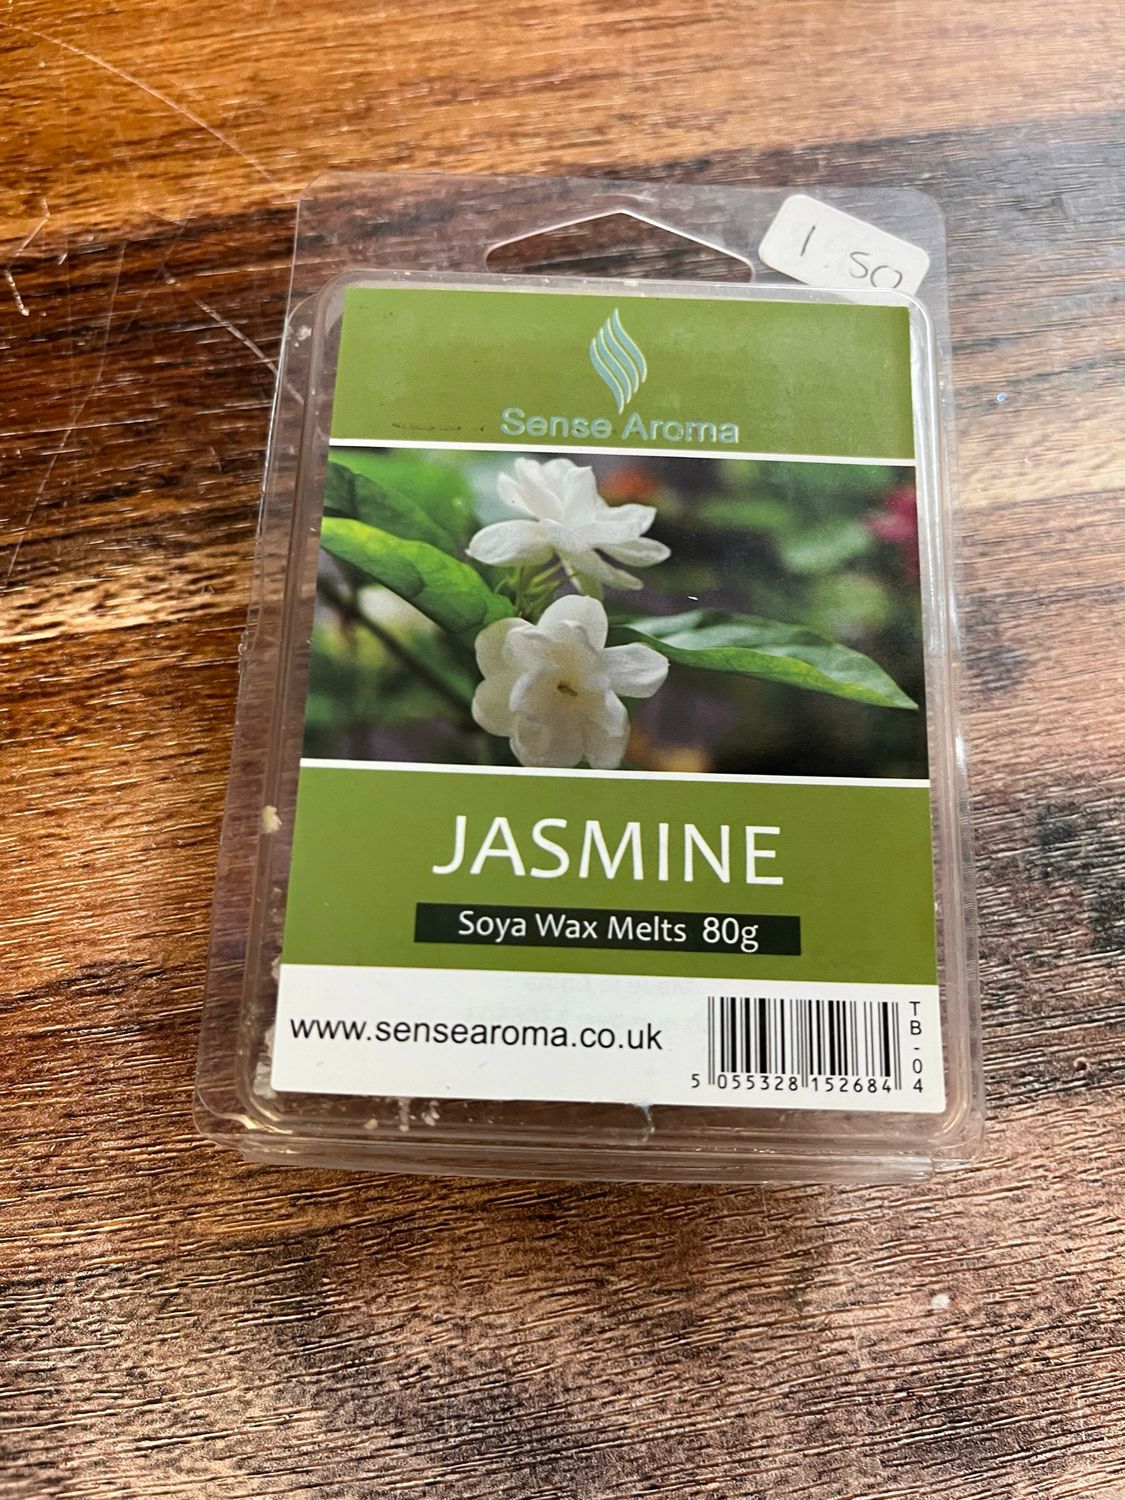 1.50
Sense Aroma
JASMINE
Soya Wax Melts 80g
www.sensearoma.co.uk
5 055328 152684
TB-04